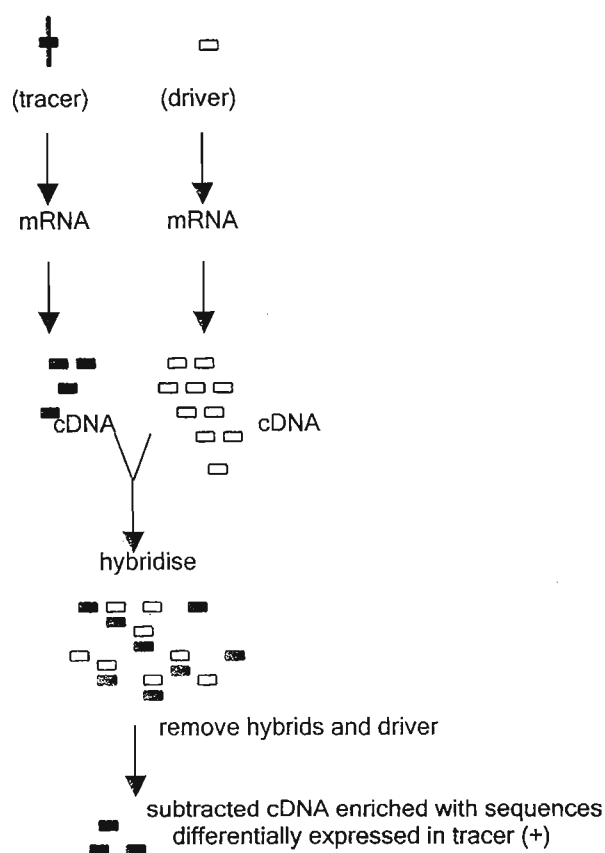 (tracer) (driver)
mRNA mRNA
cDNA cDNA
hybridise
remove hybrids and driver
subtracted cDNA enriched with sequences
differentially expressed in tracer (+)